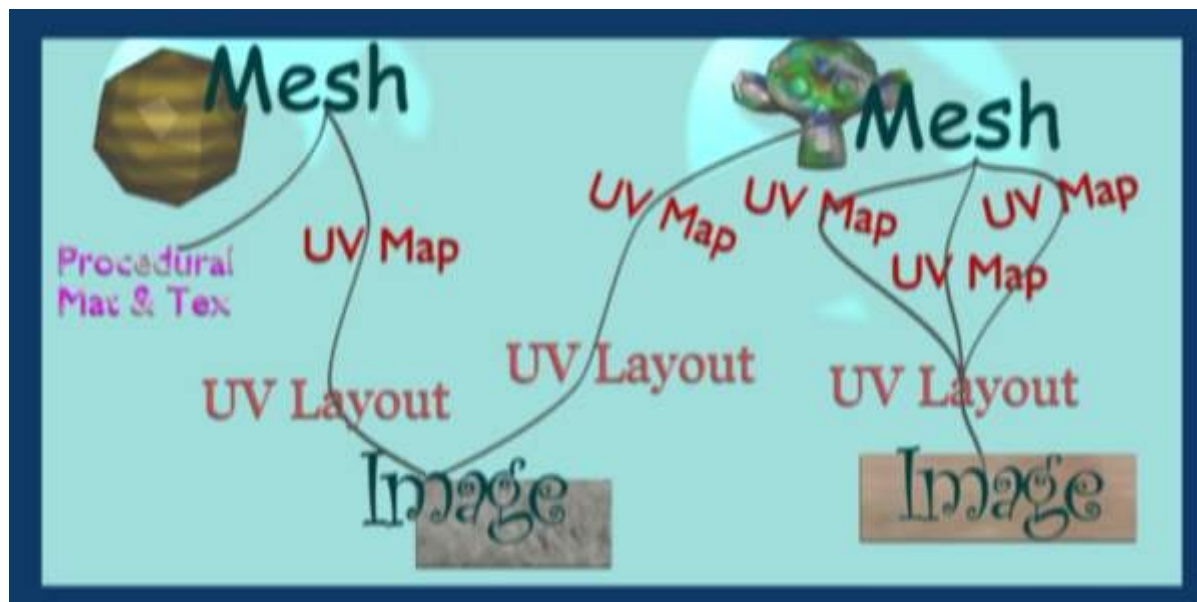 Mesh
Mesh
UV Map
UV Map
UV Map
Procedural
Mat & Tex
UV Map
UV Map
UV Layout
UV Layout
UV Layout
Image
Image